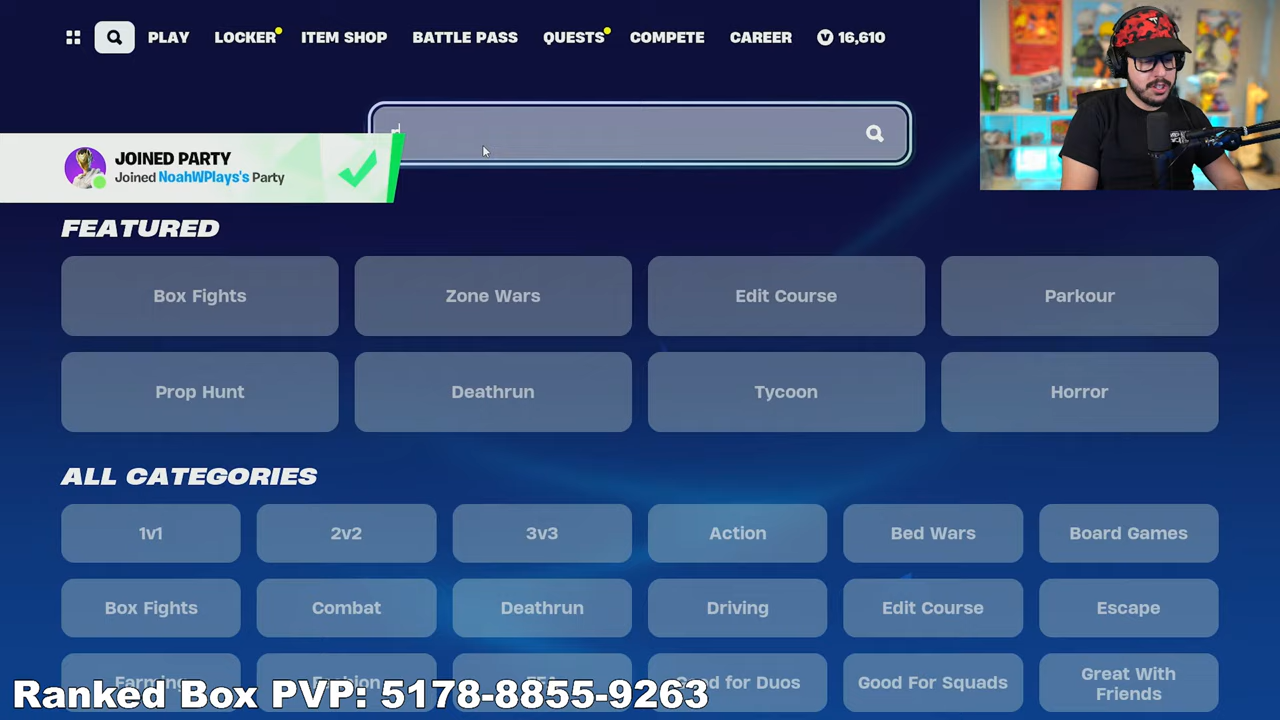 PLAY LOCKER ITEM SHOP BATTLE PASS QUESTS COMPETE CAREER 16,610
JOINED PARTY
Joined NoahWPlays's Party
FEATURED
Box Fights Zone Wars Edit Course Parkour
Prop Hunt Deathrun Tycoon Horror
ALL CATEGORIES
1v1 2v2 3v3 Action Bed Wars Board Games
Box Fights Combat Deathrun Driving Edit Course Escape
Farming Fashion FFA Good for Duos Good For Squads Great With Friends
Ranked Box PVP: 5178-8855-9263